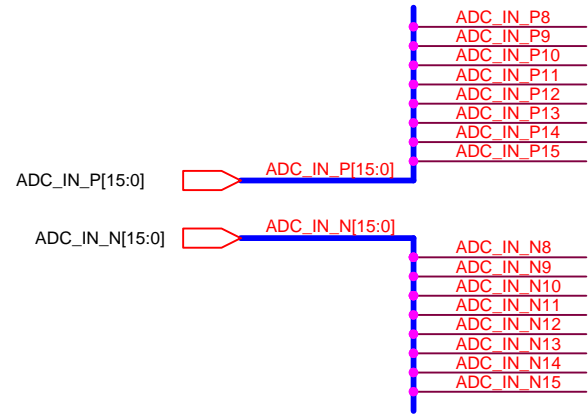 ADC_IN_P8
ADC_IN_P9
ADC_IN_P10
ADC_IN_P11
ADC_IN_P12
ADC_IN_P13
ADC_IN_P14
ADC_IN_P15
ADC_IN_P[15:0] ADC_IN_P[15:0]
ADC_IN_N[15:0] ADC_IN_N[15:0]
ADC_IN_N8
ADC_IN_N9
ADC_IN_N10
ADC_IN_N11
ADC_IN_N12
ADC_IN_N13
ADC_IN_N14
ADC_IN_N15